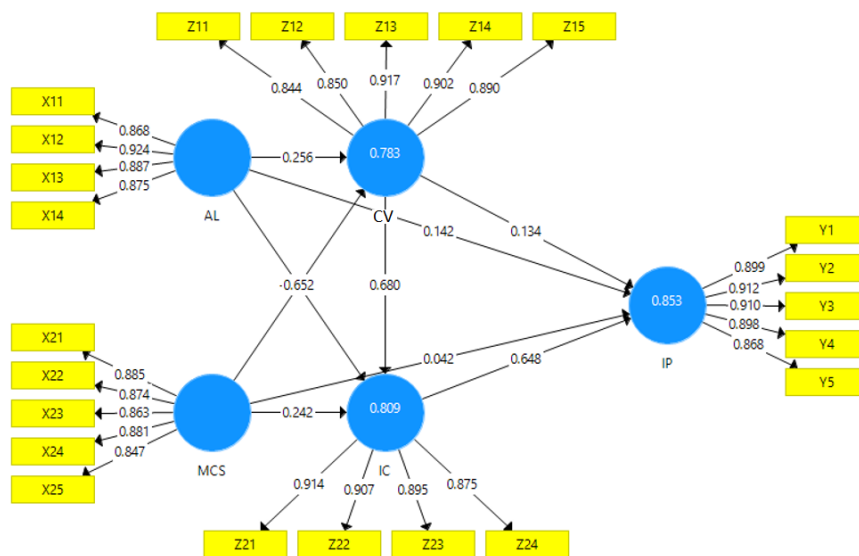 Z11
Z12
Z13
Z14
Z15
0.844
0.850
0.917
0.902
0.890
X11
X12
X13
X14
0.868
0.924
0.887
0.875
AL
0.256
0.783
CV
0.142
0.134
-0.652
0.680
0.853
IP
0.899
0.912
0.910
0.898
0.868
Y1
Y2
Y3
Y4
Y5
X21
X22
X23
X24
X25
0.885
0.874
0.863
0.881
0.847
MCS
0.042
0.648
0.242
0.809
IC
0.914
0.907
0.895
0.875
Z21
Z22
Z23
Z24